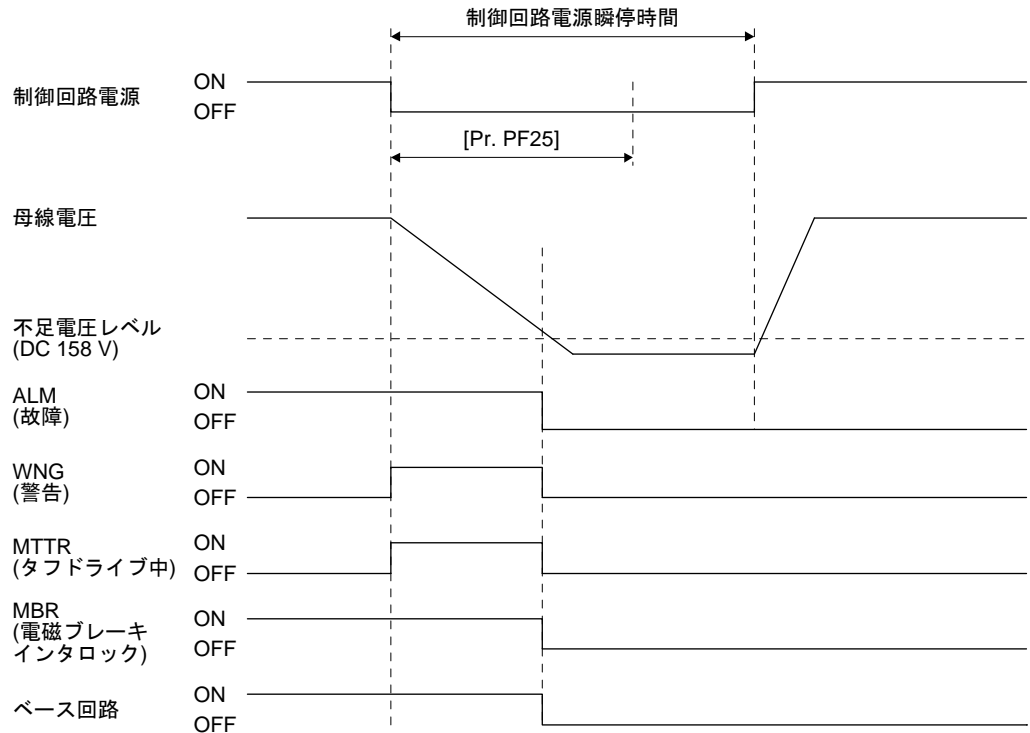 制御回路電源瞬停時間
制御回路電源
ON
OFF
[Pr. PF25]
母線電圧
不足電圧レベル
(DC 158 V)
ALM
(故障)
ON
OFF
WNG
(警告)
ON
OFF
MTTR
(タフドライブ中)
ON
OFF
MBR
(電磁ブレーキ
インタロック)
ON
OFF
ベース回路
ON
OFF